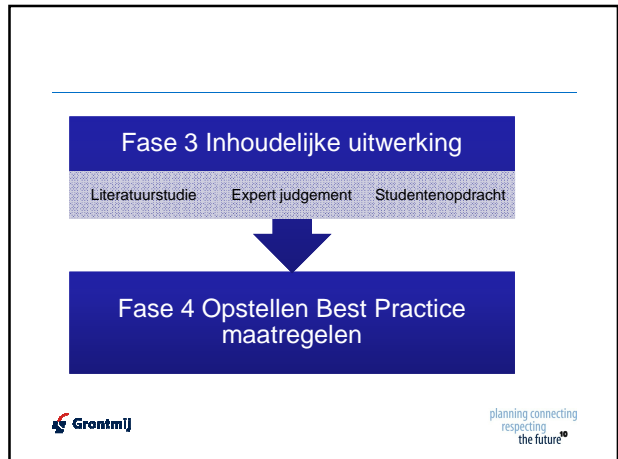 Fase 3 Inhoudelijke uitwerking
Literatuurstudie Expert judgement Studentenopdracht
Fase 4 Opstellen Best Practice
maatregelen
Grontmij
planning connecting
respecting
the future
10